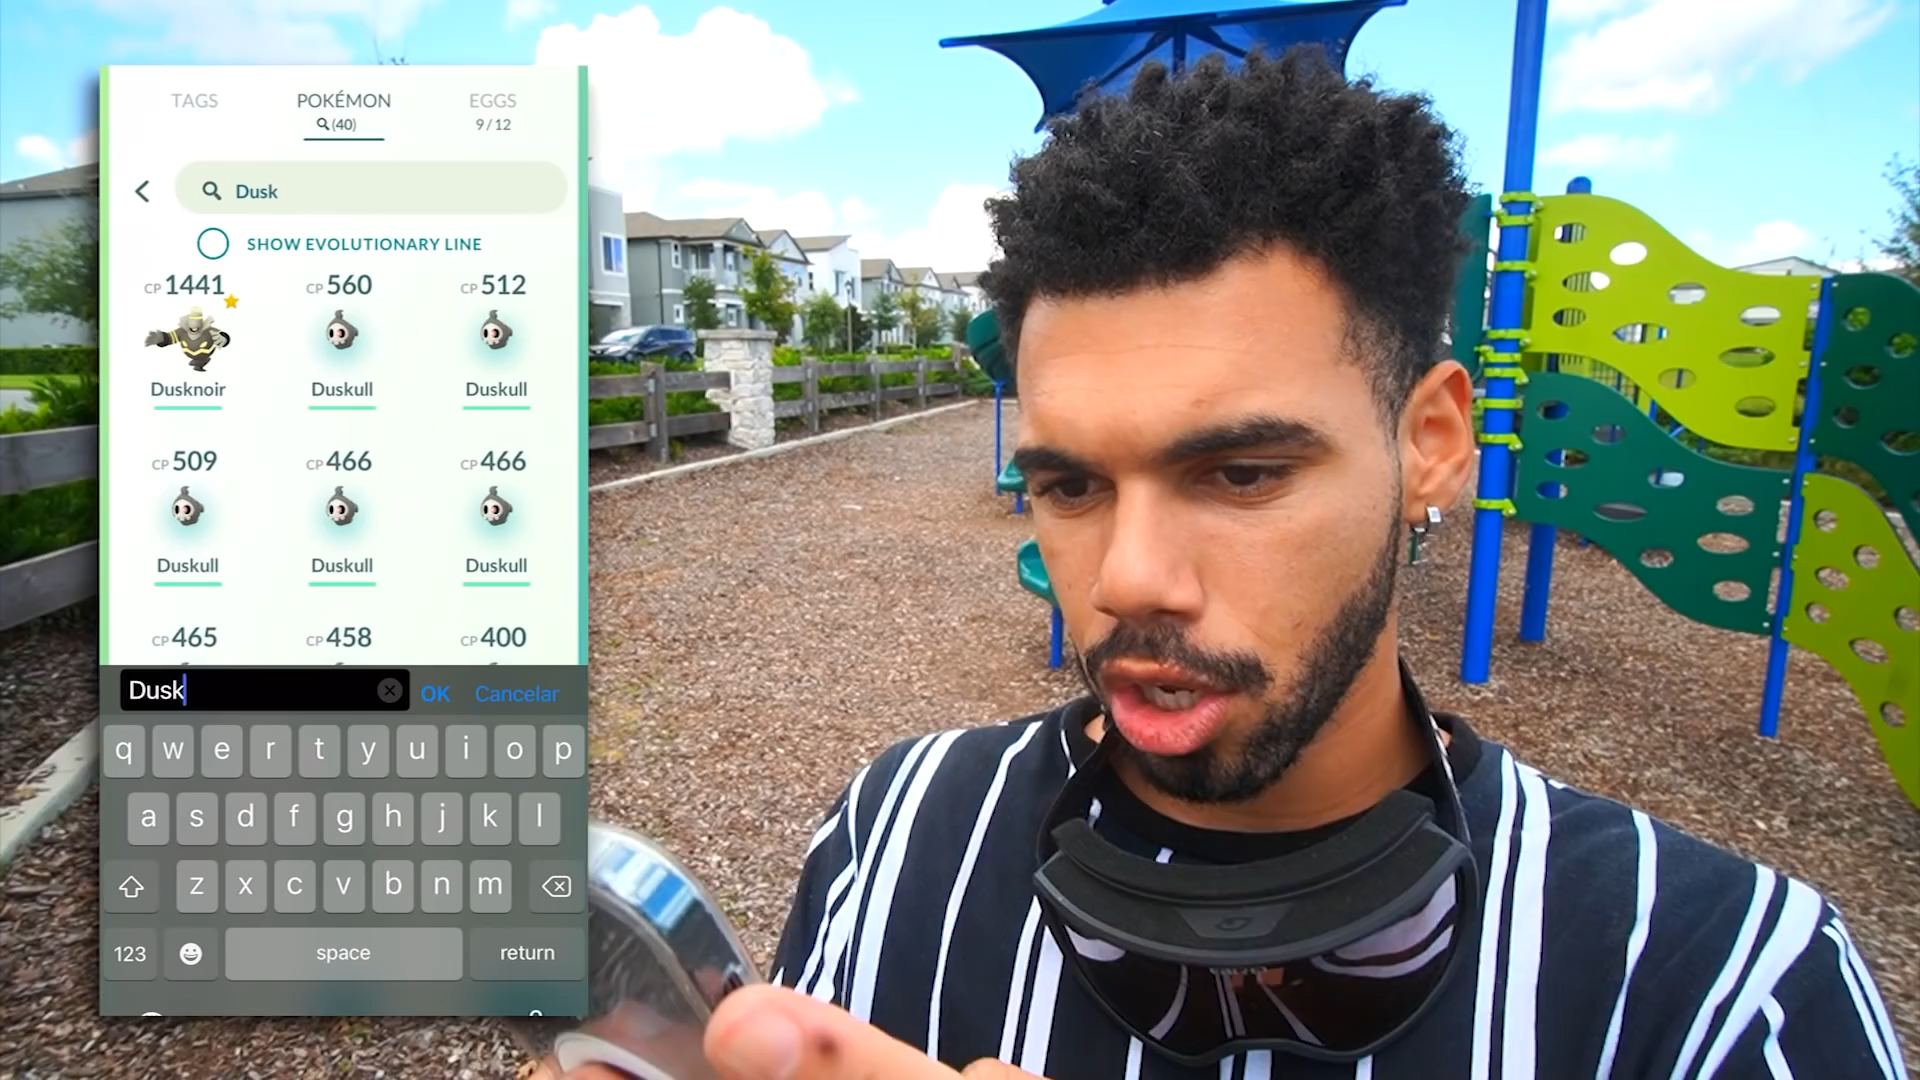 TAGS
POKÉMON
(40)
EGGS
9/12
Dusk
SHOW EVOLUTIONARY LINE
CP 1441
CP 560
CP 512
Dusknoir
Duskull
Duskull
CP 509
CP 466
CP 466
Duskull
Duskull
Duskull
CP 465
CP 458
CP 400
Dusk
OK
Cancelar
q w e r t y u i o p
a s d f g h j k l
z x c v b n m
123
space
return